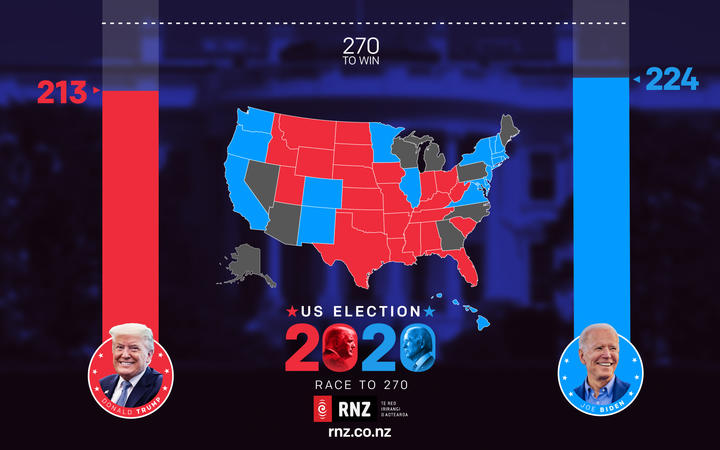 270
TO WIN
213
224
US ELECTION
2020
RACE TO 270
DONALD TRUMP
JOE BIDEN
RNZ
TE REO
IRIRANGI
O AOTEAROA
rnz.co.nz